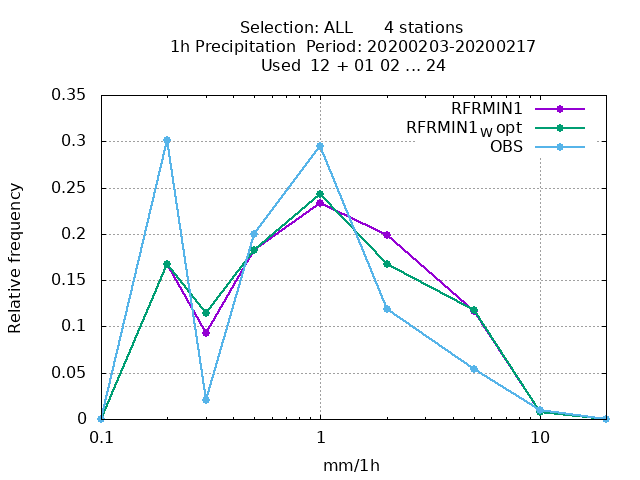 Selection: ALL 4 stations
1h Precipitation Period: 20200203-20200217
Used 12 + 01 02 ... 24
RFRMIN1
RFRMIN1w opt
OBS
0.35
0.3
0.25
0.2
0.15
0.1
0.05
0
Relative frequency
0.1 1 10
mm/1h